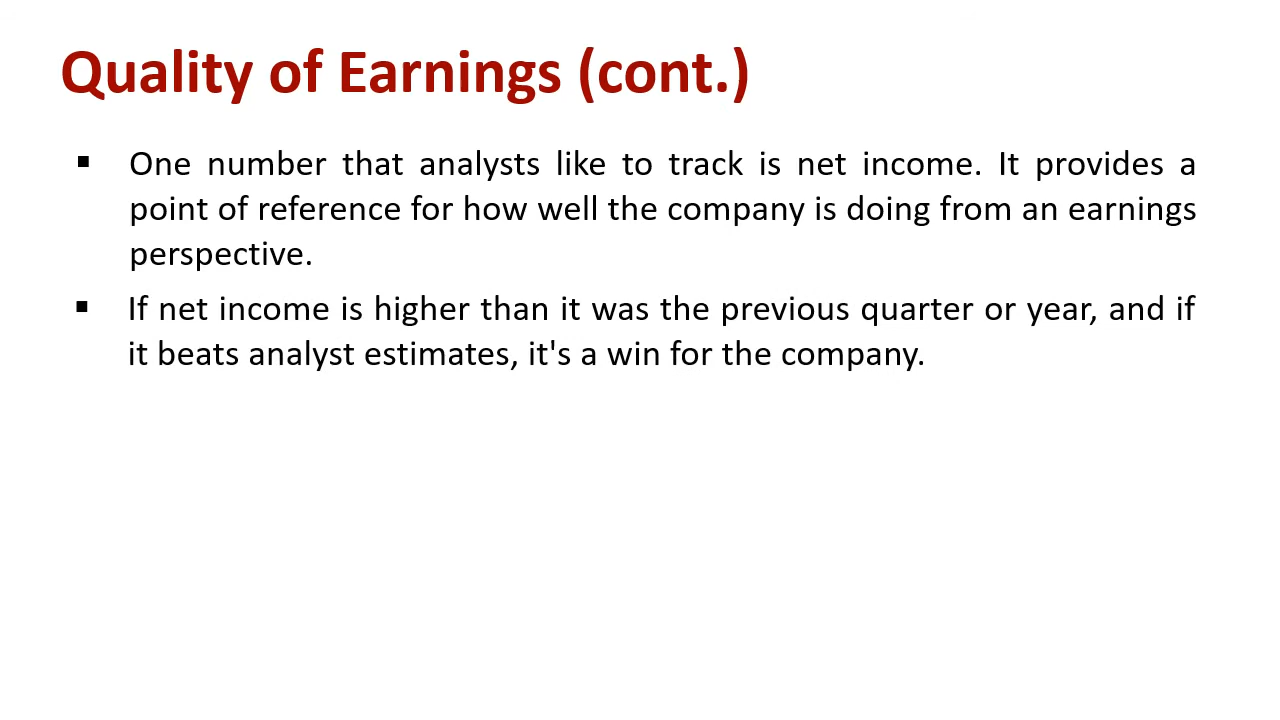 Quality of Earnings (cont.)
▪ One number that analysts like to track is net income. It provides a
point of reference for how well the company is doing from an earnings
perspective.
▪ If net income is higher than it was the previous quarter or year, and if
it beats analyst estimates, it's a win for the company.